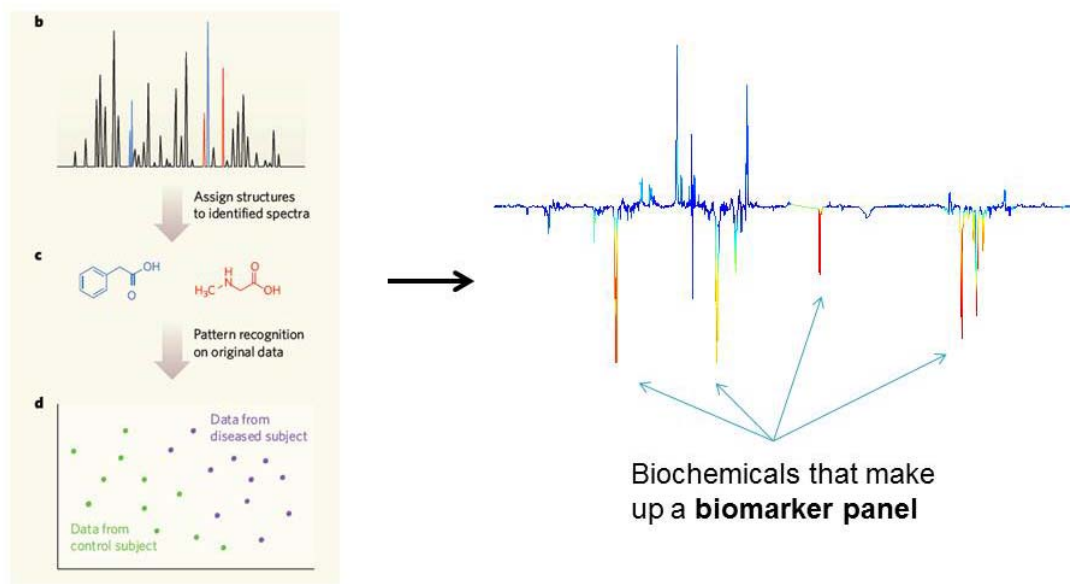 b
Assign structures
to identified spectra
c
OH
O
H
N
H₃C
O
OH
Pattern recognition
on original data
d
Data from
diseased subject
Data from
control subject
Biochemicals that make
up a biomarker panel